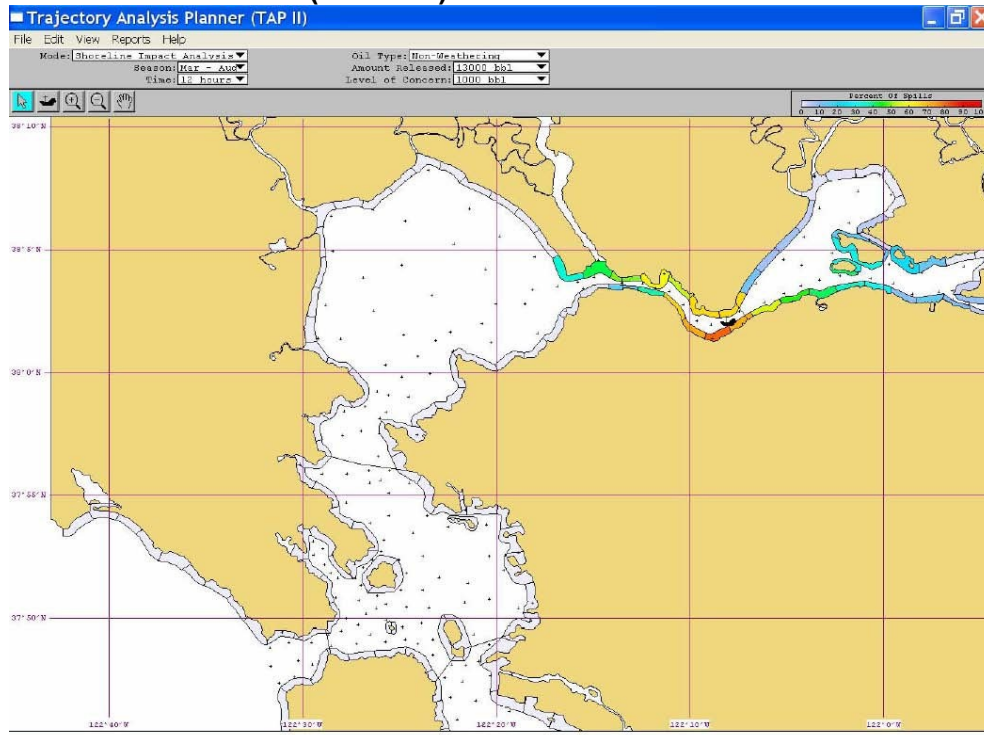 Trajectory Analysis Planner (TAP II)
File Edit View Reports Help
Mode: Shoreline Impact Analysis Oil Type: Non-Weathering
Season: Mar - Aug Amount Released: 13000 bbl
Time: 12 hours Level of Concern: 1000 bbl
Percent Of Spills
0 10 20 30 40 50 60 70 80 90
38°10'N
38°5'N
38°0'N
37°55'N
37°50'N
122°40'W 122°30'W 122°20'W 122°10'W 122°0'W